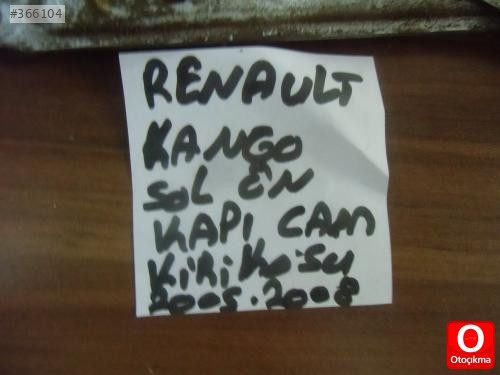 #366104
RENAULT
KANGO
SOL ÖN
KAPI CAM
KiRiKOSU
2005.2008
O
Otoçıkma